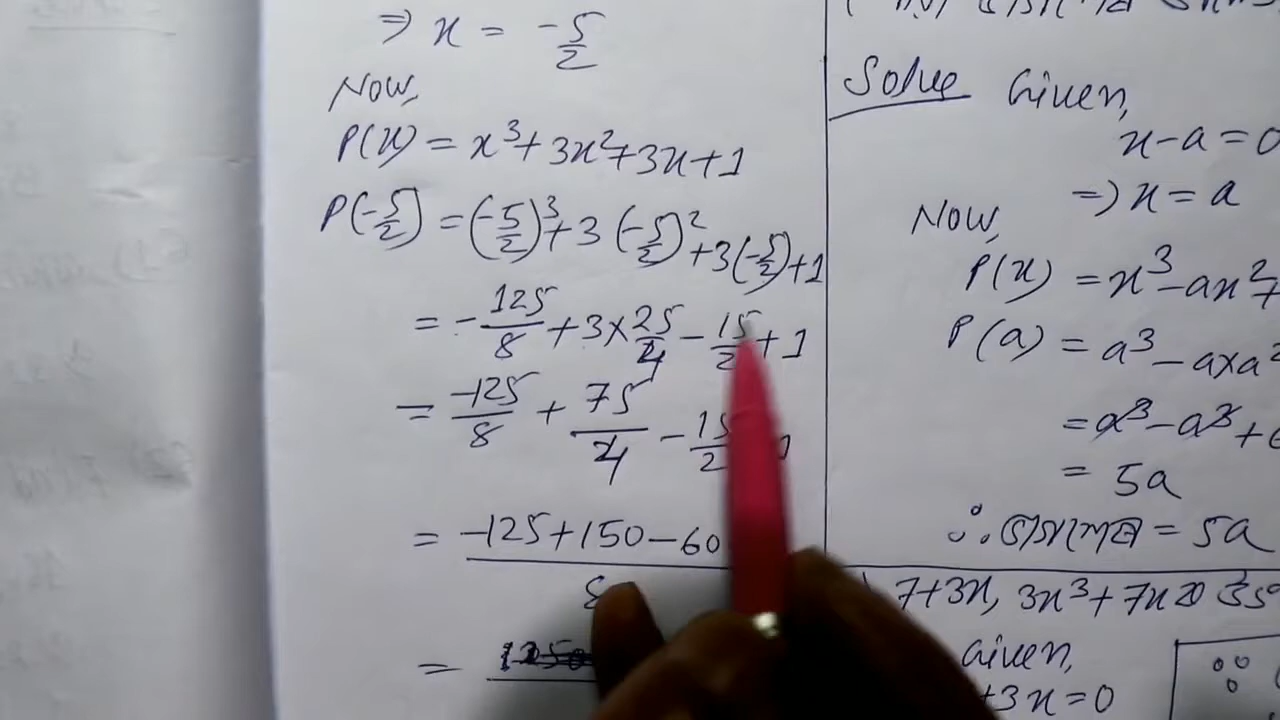 ⇒ x = -5/2
Now,
P(x) = x³ + 3x² + 3x + 1
P(-5/2) = (-5/2)³ + 3(-5/2)² + 3(-5/2) + 1
= -125/8 + 3×25/4 - 15/2 + 1
= -125/8 + 75/4 - 15/2
= -125+150-60
=
Solve Given,
x-a=0
⇒ x = a
Now,
P(x) = x³-ax²+
P(a) = a³-a×a²
= a³-a³+
= 5a
∴ ভাগশেষ = 5a
7+3x, 3x³+7x
Given,
+3x=0